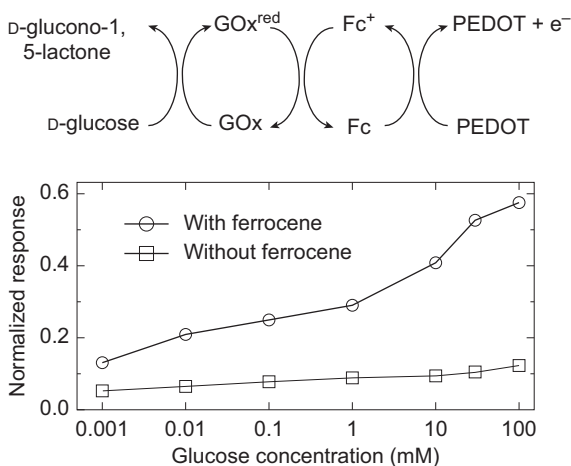 D-glucono-1,
5-lactone
GOx^red
Fc⁺
PEDOT + e⁻
D-glucose
GOx
Fc
PEDOT
0.6
0.4
0.2
0.0
Normalized response
With ferrocene
Without ferrocene
0.001 0.01 0.1 1 10 100
Glucose concentration (mM)